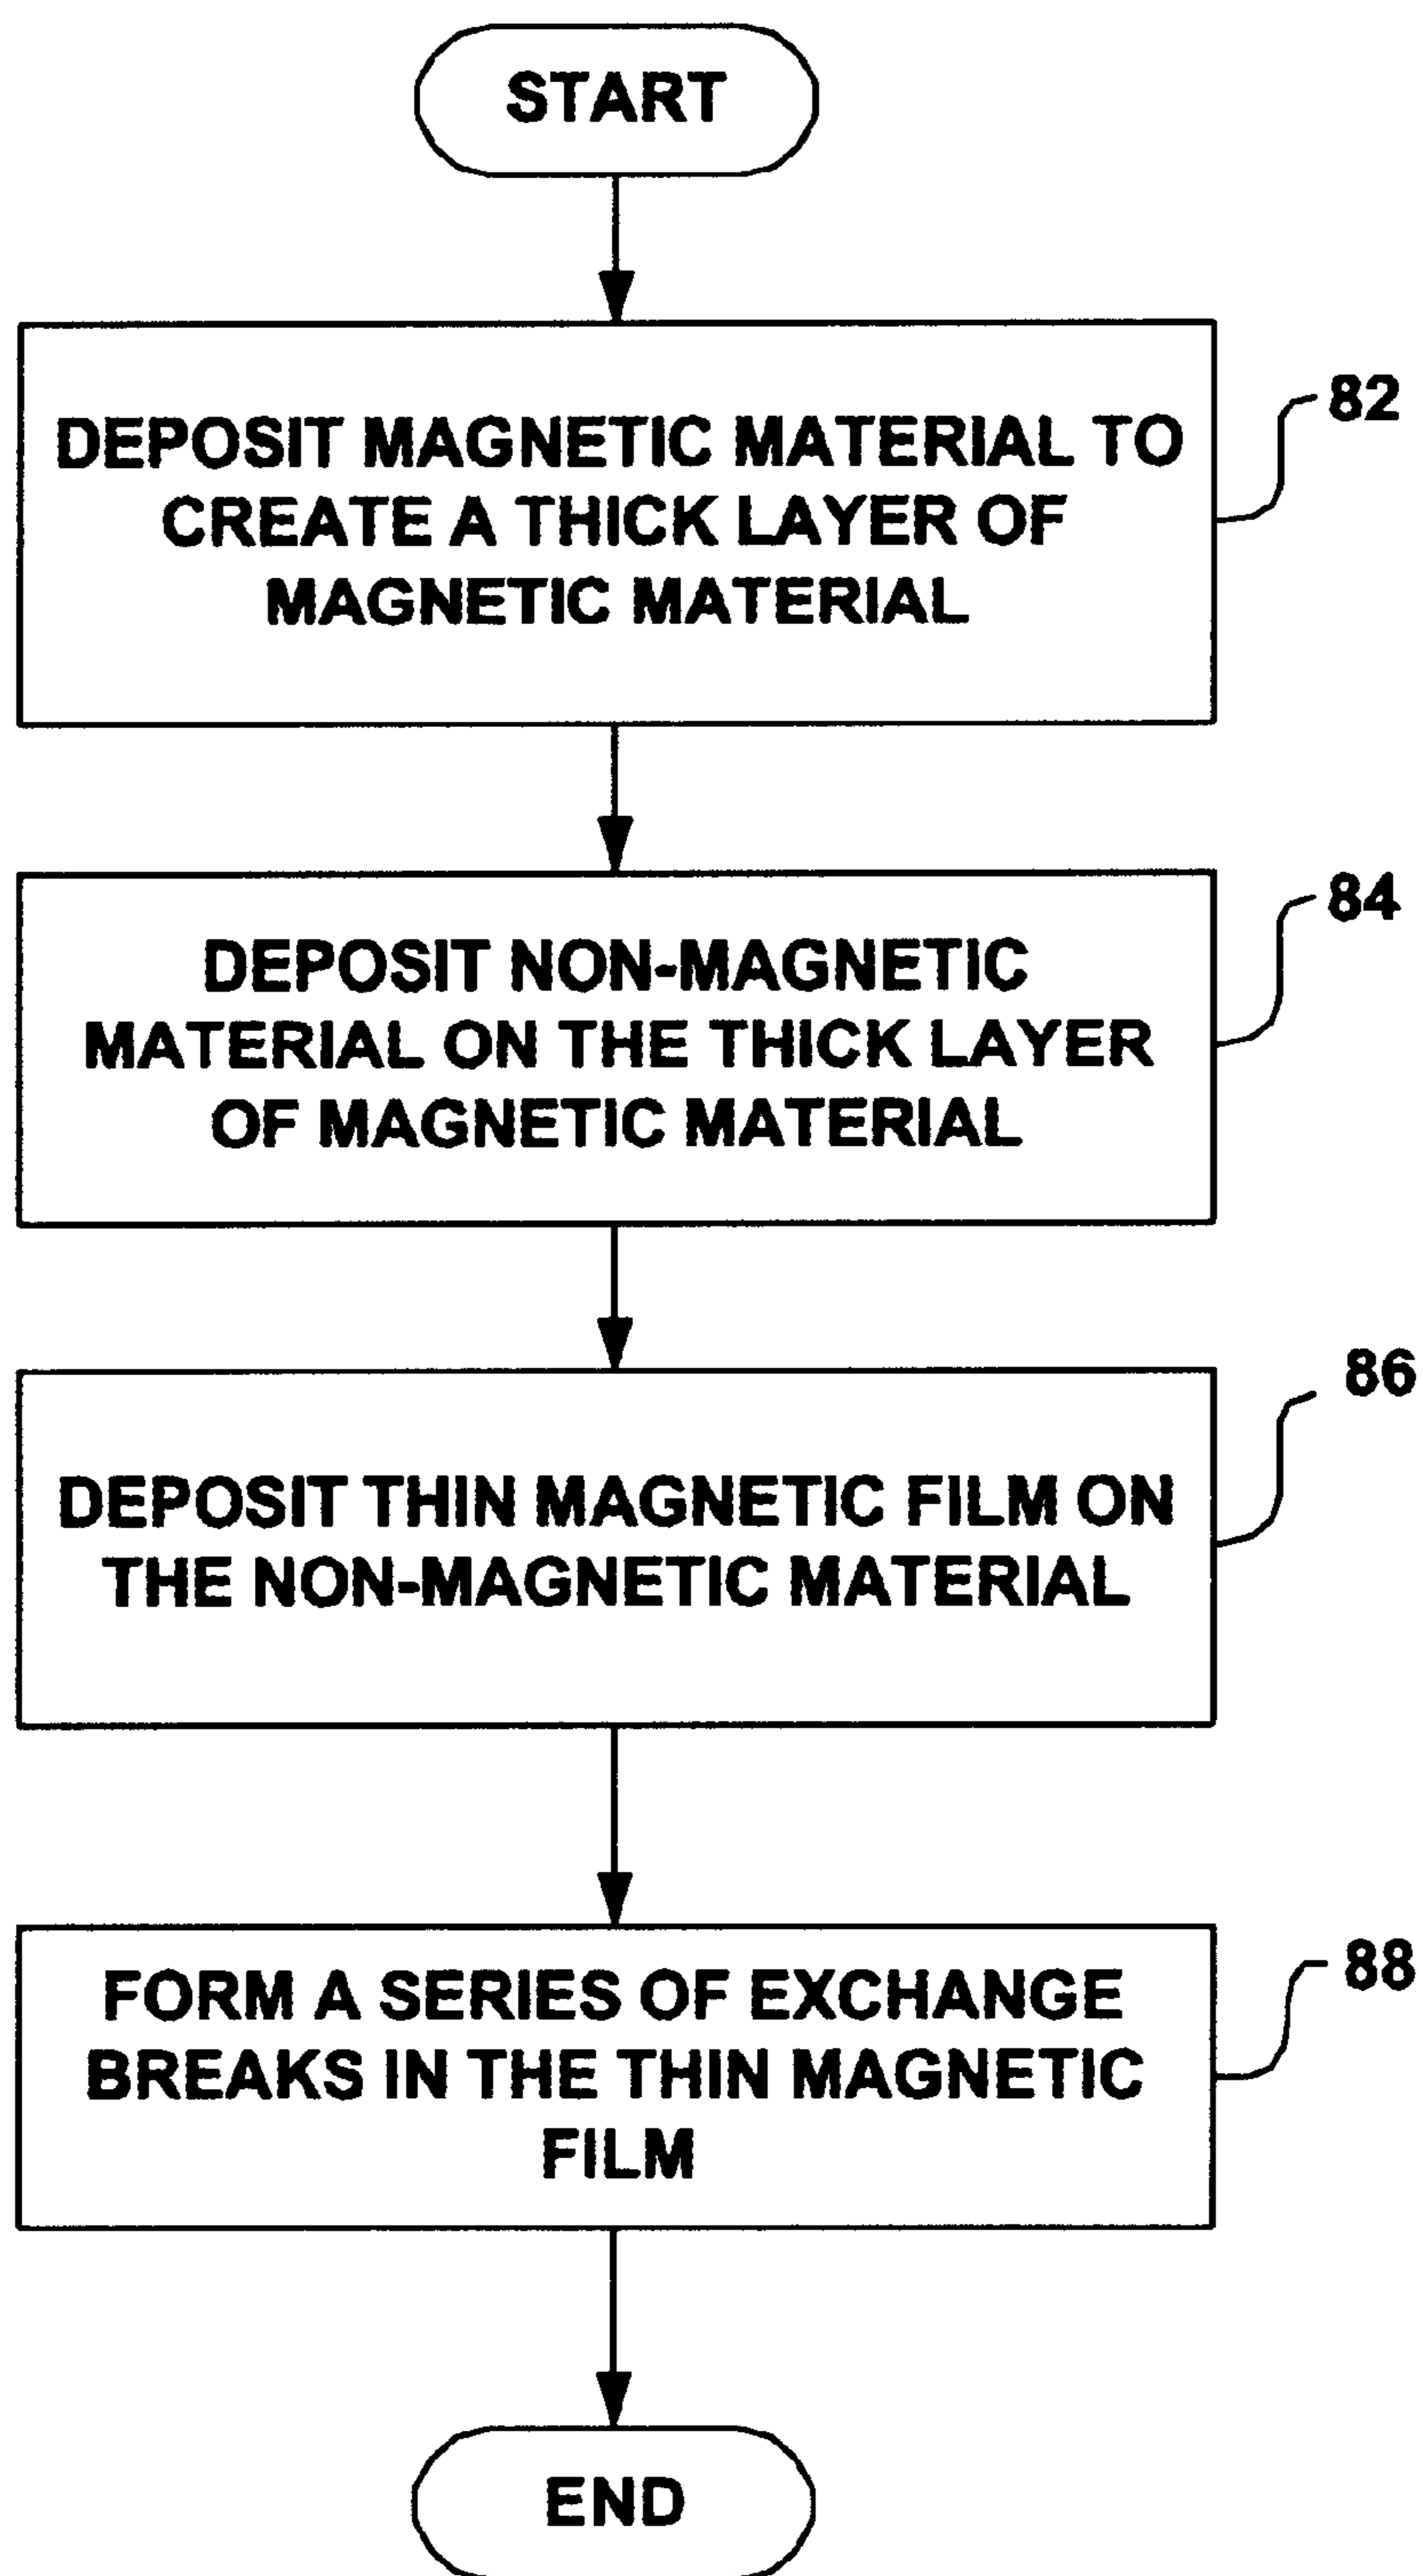 START
DEPOSIT MAGNETIC MATERIAL TO
CREATE A THICK LAYER OF
MAGNETIC MATERIAL
82
DEPOSIT NON-MAGNETIC
MATERIAL ON THE THICK LAYER
OF MAGNETIC MATERIAL
84
DEPOSIT THIN MAGNETIC FILM ON
THE NON-MAGNETIC MATERIAL
86
FORM A SERIES OF EXCHANGE
BREAKS IN THE THIN MAGNETIC
FILM
88
END